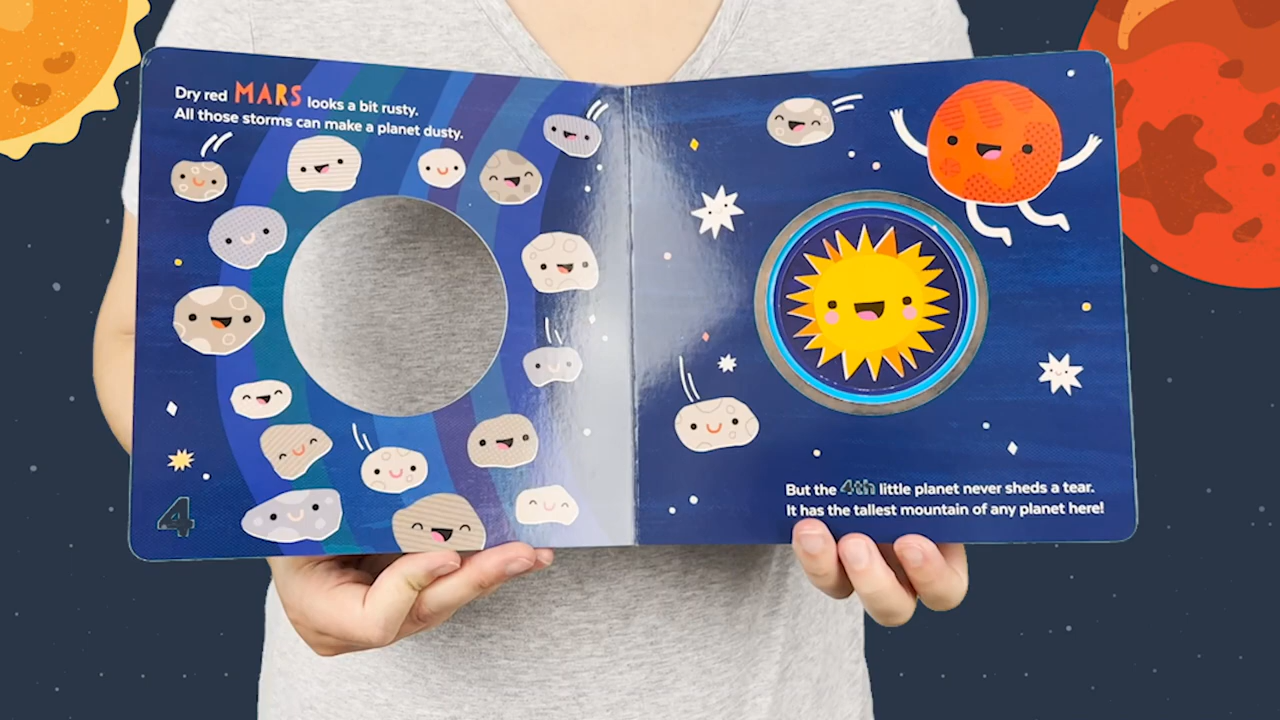 Dry red MARS looks a bit rusty.
All those storms can make a planet dusty.
4
But the 4th little planet never sheds a tear.
It has the tallest mountain of any planet here!